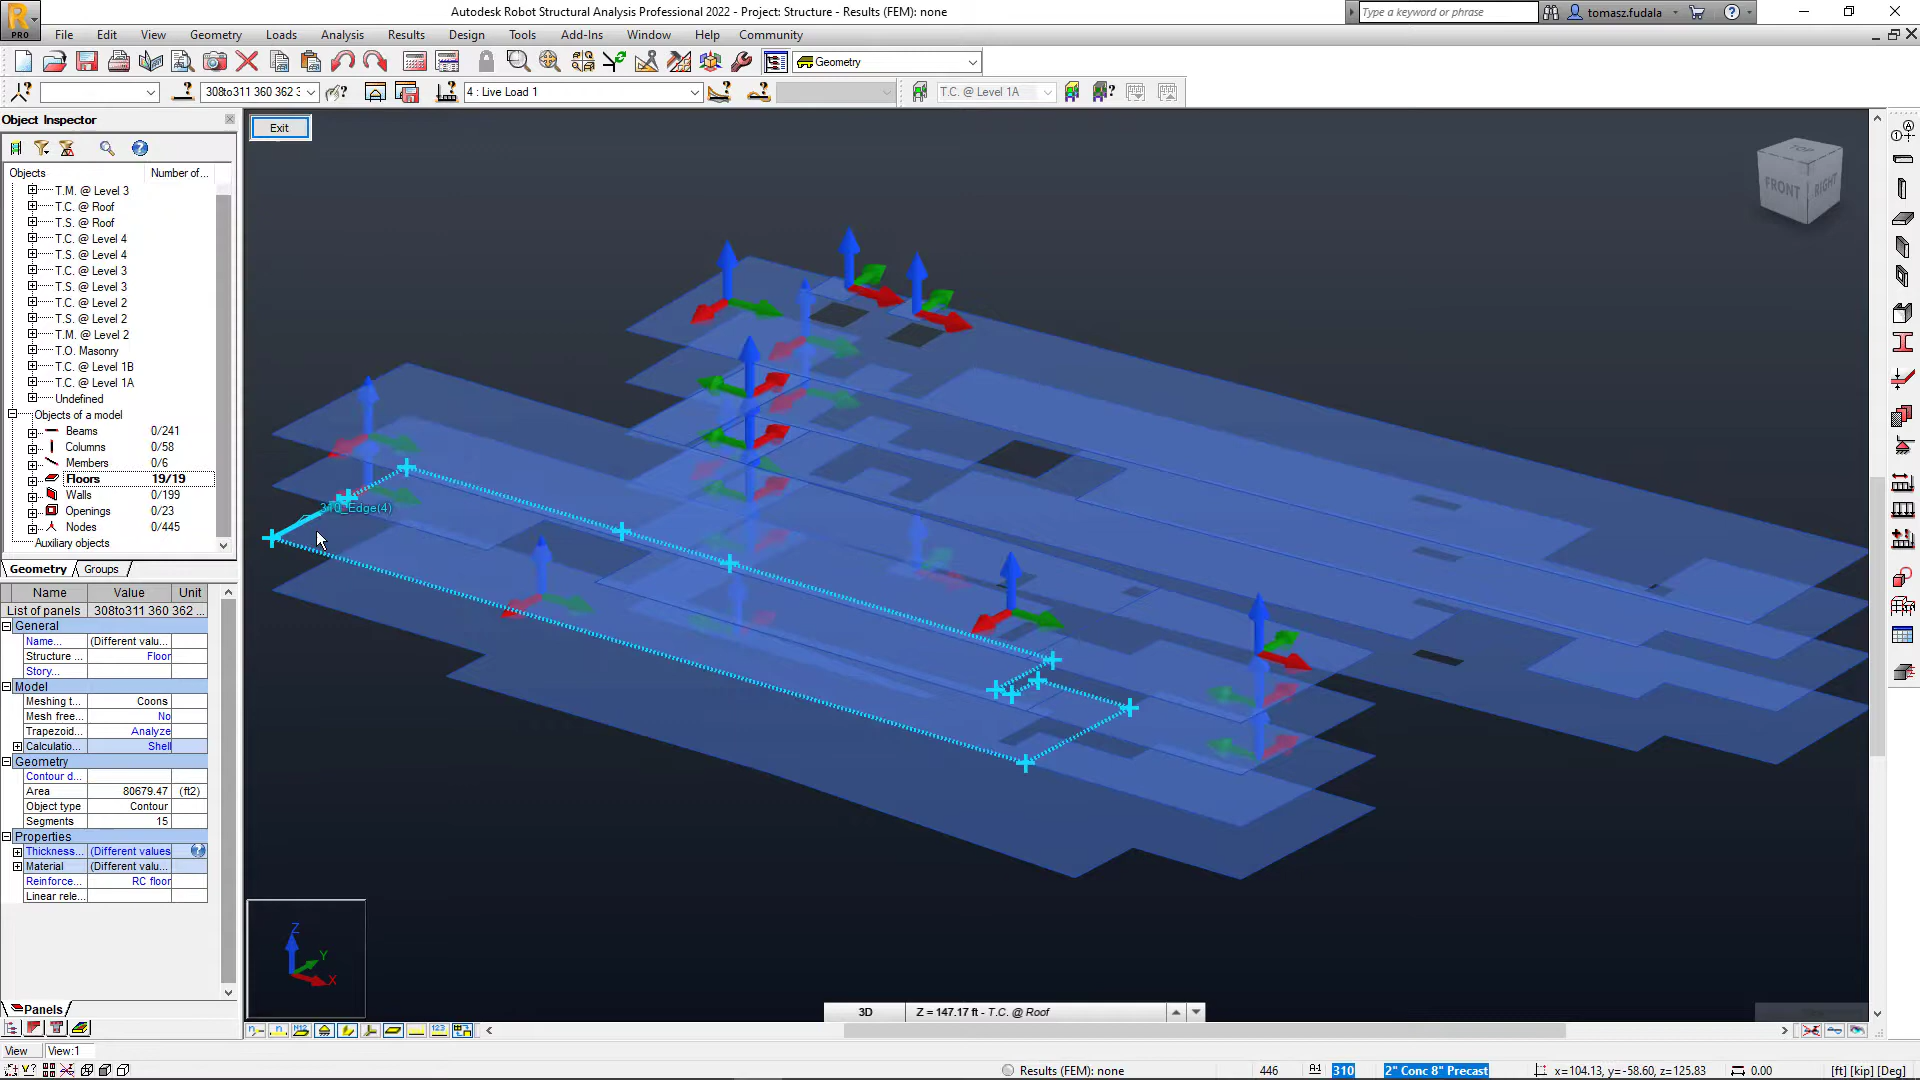 Autodesk Robot Structural Analysis Professional 2022 - Project: Structure - Results (FEM): none
Type a keyword or phrase
tomasz.fudala
PRO
File Edit View Geometry Loads Analysis Results Design Tools Add-Ins Window Help Community
Geometry
308to311 360 362 3
4 : Live Load 1
T.C. @ Level 1A
Object Inspector
Exit
Objects Number of...
T.M. @ Level 3
T.C. @ Roof
T.S. @ Roof
T.C. @ Level 4
T.S. @ Level 4
T.C. @ Level 3
T.S. @ Level 3
T.C. @ Level 2
T.S. @ Level 2
T.M. @ Level 2
T.O. Masonry
T.C. @ Level 1B
T.C. @ Level 1A
Undefined
Objects of a model
Beams 0/241
Columns 0/58
Members 0/6
Floors 19/19
Walls 0/199
Openings 0/23
Nodes 0/445
Auxiliary objects
Geometry Groups
Name Value Unit
List of panels 308to311 360 362 ...
General
Name... (Different valu...
Structure ... Floor
Story...
Model
Meshing t... Coons
Mesh free... No
Trapezoid... Analyze
Calculatio... Shell
Geometry
Contour d...
Area 80679.47 (ft2)
Object type Contour
Segments 15
Properties
Thickness... (Different values
Material (Different valu...
Reinforce... RC floor
Linear rele...
Panels
TOP
FRONT
RIGHT
310_Edge(4)
Z
Y
X
3D Z = 147.17 ft - T.C. @ Roof
View View:1
Results (FEM): none 446 310 2" Conc 8" Precast x=104.13, y=-58.60, z=125.83 0.00 [ft] [kip] [Deg]